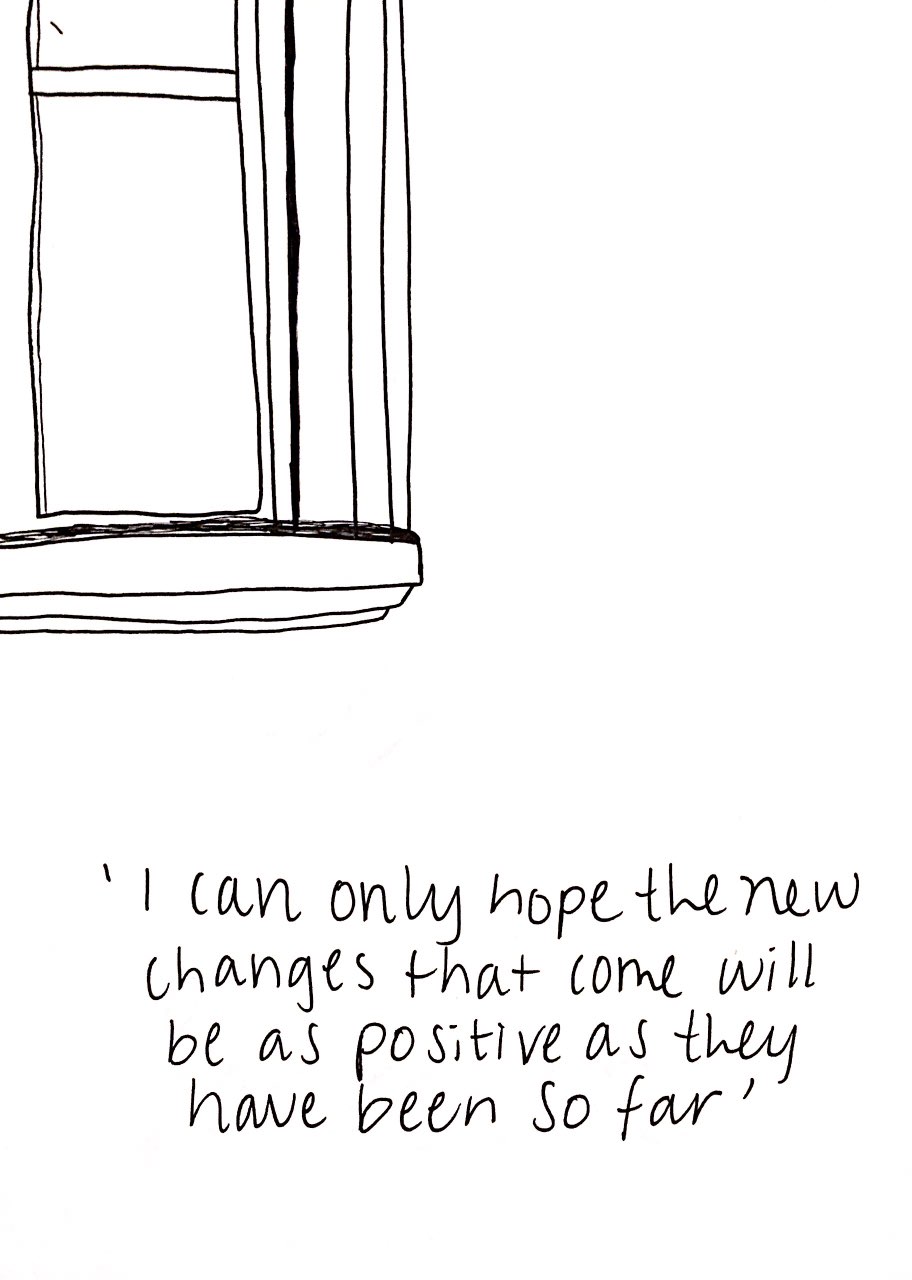 ' I can only hope the new
changes that come will
be as positive as they
have been so far '